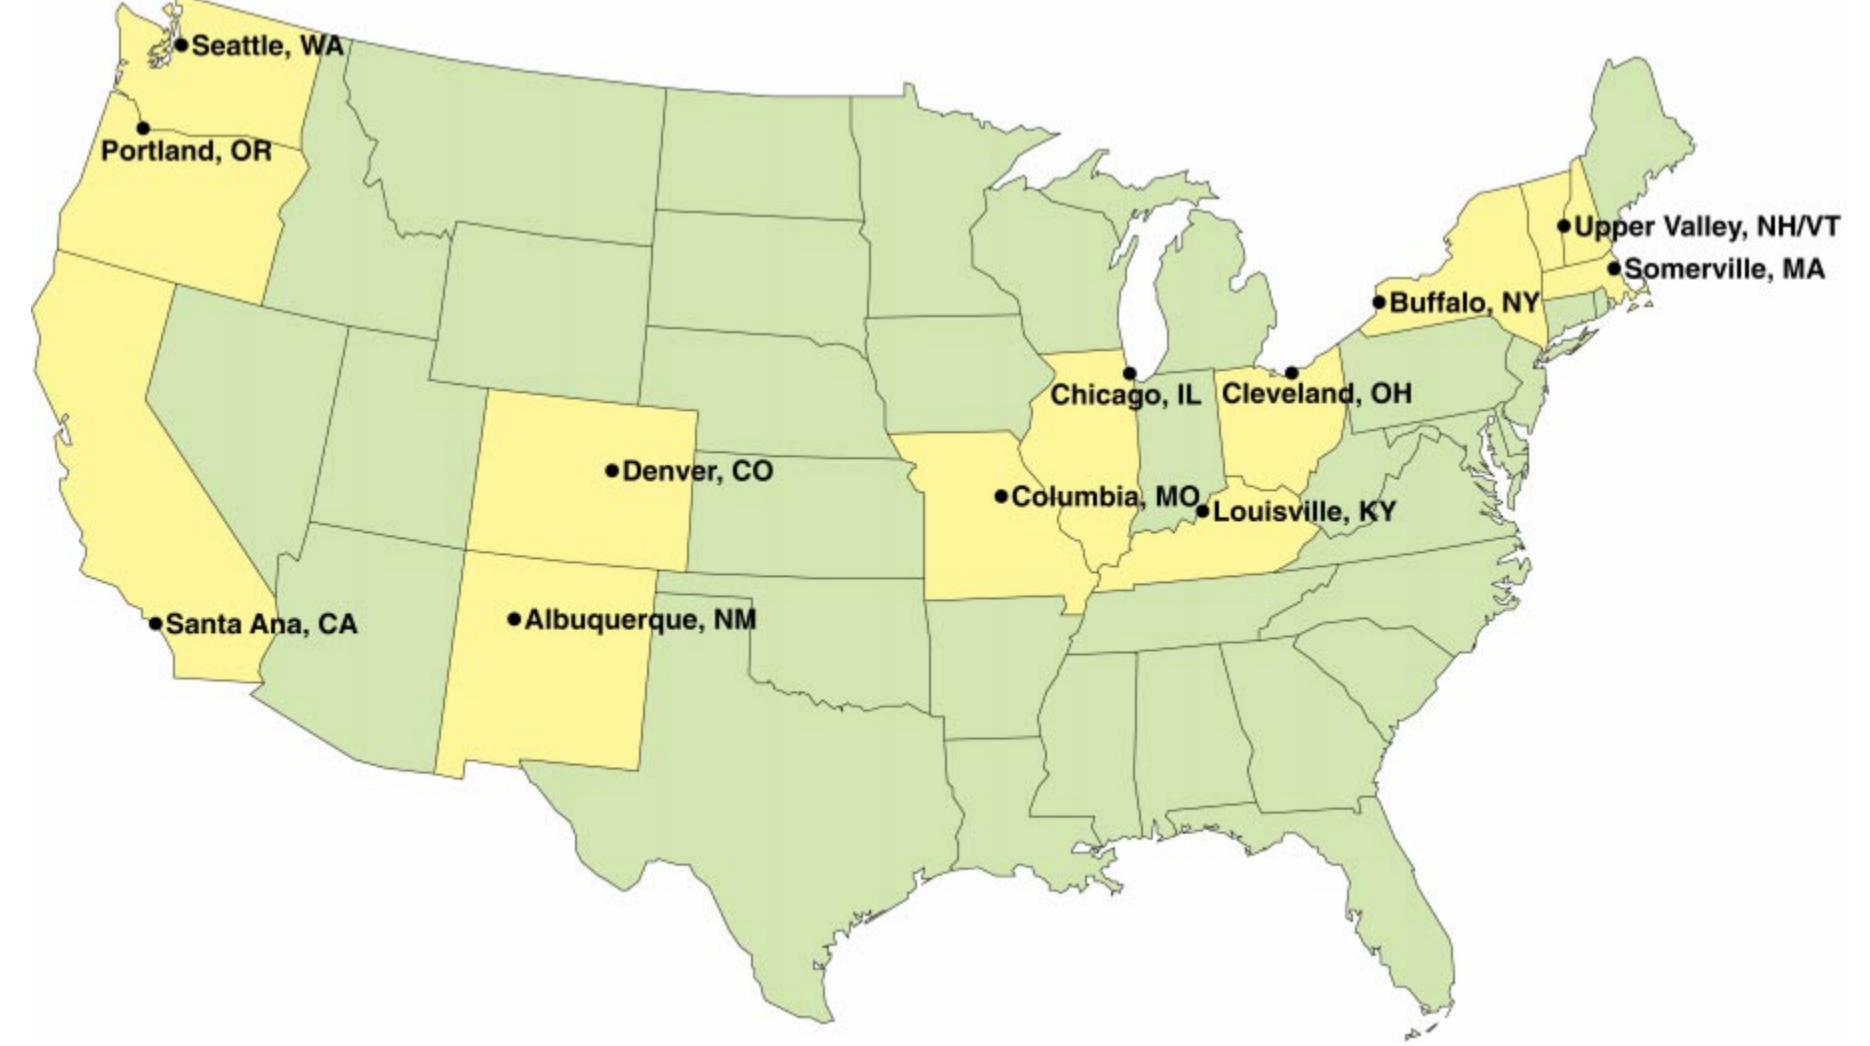 Seattle, WA
Portland, OR
Upper Valley, NH/VT
Somerville, MA
Buffalo, NY
Chicago, IL
Cleveland, OH
Denver, CO
Columbia, MO
Louisville, KY
Santa Ana, CA
Albuquerque, NM